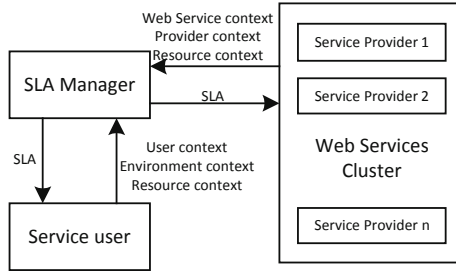 Web Service context
Provider context
Resource context
Service Provider 1
SLA Manager
SLA
Service Provider 2
SLA
User context
Environment context
Resource context
Web Services
Cluster
Service user
Service Provider n